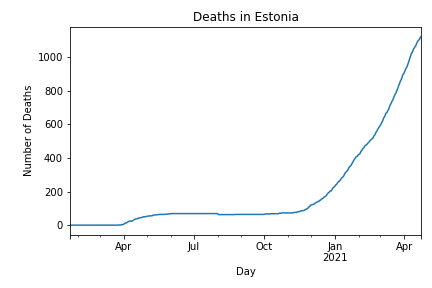 Deaths in Estonia
Number of Deaths
1000
800
600
400
200
0
Apr Jul Oct Jan Apr
2021
Day